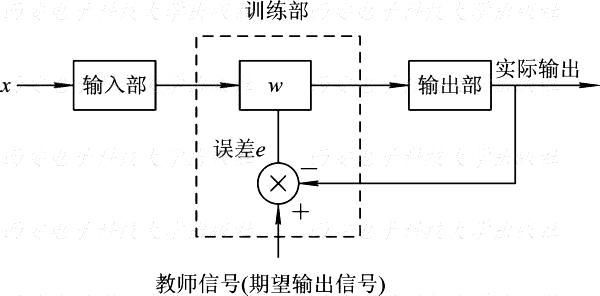 训练部
x
输入部
w
输出部
实际输出
误差e
−
+
教师信号(期望输出信号)
西安电子科技大学出版社